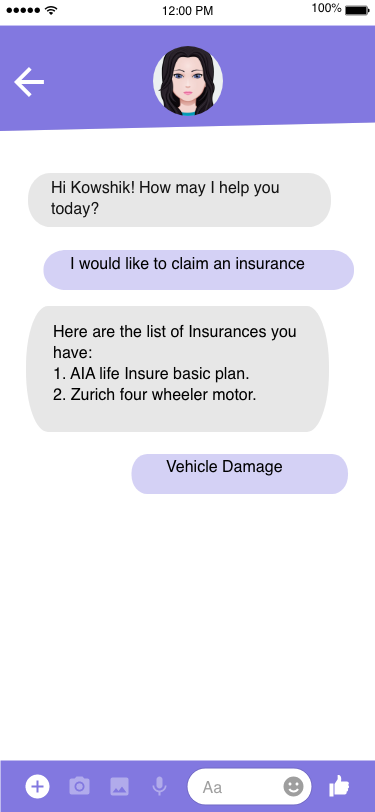 12:00 PM
100%
Hi Kowshik! How may I help you
today?
I would like to claim an insurance
Here are the list of Insurances you
have:
1. AIA life Insure basic plan.
2. Zurich four wheeler motor.
Vehicle Damage
Aa